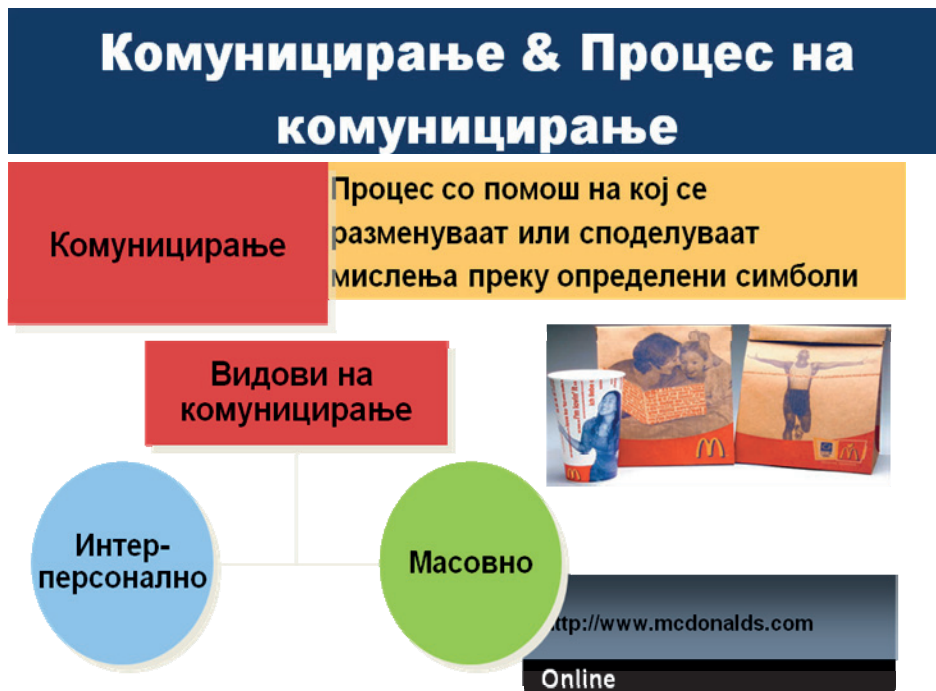 Комуницирање & Процес на
комуницирање
Комуницирање
Процес со помош на кој се
разменуваат или споделуваат
мислења преку определени симболи
Видови на
комуницирање
Интер-
персонално
Масовно
http://www.mcdonalds.com
Online